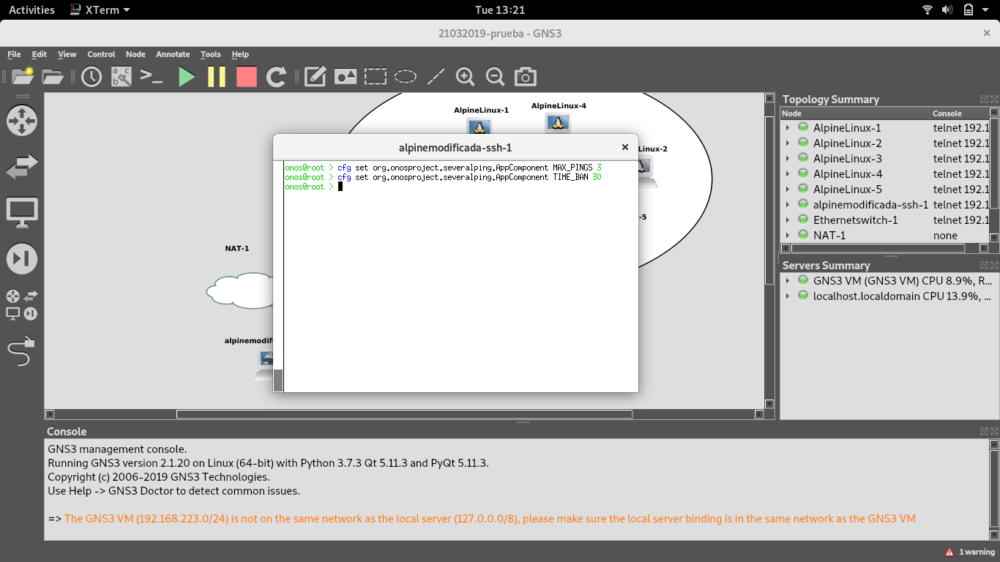 Activities XTerm Tue 13:21
21032019-prueba - GNS3
File Edit View Control Node Annotate Tools Help
AlpineLinux-1
AlpineLinux-4
Linux-2
-5
NAT-1
alpinemodif
alpinemodificada-ssh-1
onos@root > cfg set org.onosproject.severalping.AppComponent MAX_PINGS 3
onos@root > cfg set org.onosproject.severalping.AppComponent TIME_BAN 30
onos@root >
Topology Summary
Node Console
AlpineLinux-1 telnet 192.1
AlpineLinux-2 telnet 192.1
AlpineLinux-3 telnet 192.1
AlpineLinux-4 telnet 192.1
AlpineLinux-5 telnet 192.1
alpinemodificada-ssh-1 telnet 192.1
Ethernetswitch-1 telnet 192.1
NAT-1 none
Servers Summary
GNS3 VM (GNS3 VM) CPU 8.9%, R...
localhost.localdomain CPU 13.9%, ...
Console
GNS3 management console.
Running GNS3 version 2.1.20 on Linux (64-bit) with Python 3.7.3 Qt 5.11.3 and PyQt 5.11.3.
Copyright (c) 2006-2019 GNS3 Technologies.
Use Help -> GNS3 Doctor to detect common issues.
=> The GNS3 VM (192.168.223.0/24) is not on the same network as the local server (127.0.0.0/8), please make sure the local server binding is in the same network as the GNS3 VM
1 warning